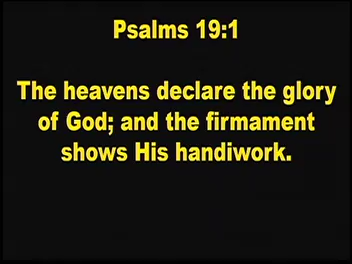 Psalms 19:1
The heavens declare the glory
of God; and the firmament
shows His handiwork.